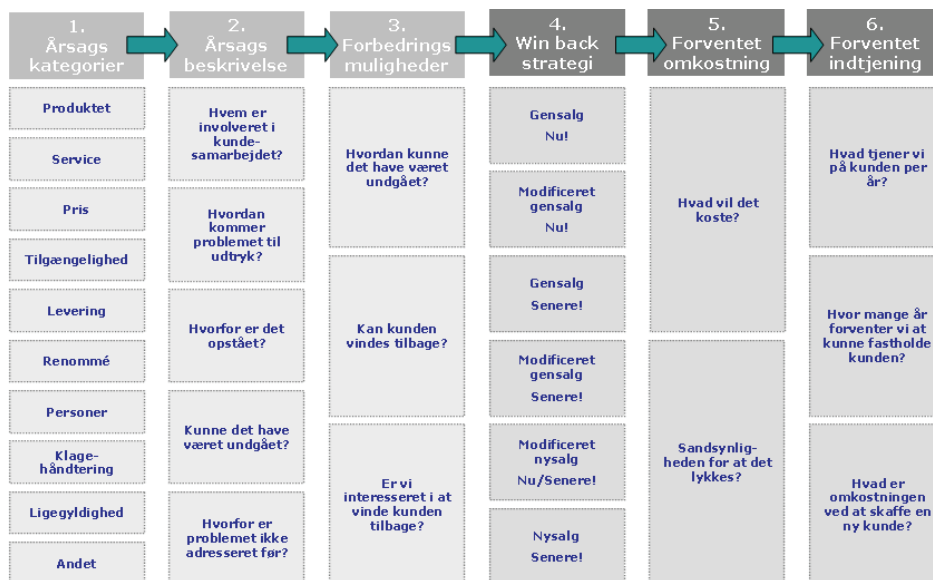 1.
Årsags
kategorier
2.
Årsags
beskrivelse
3.
Forbedrings
muligheder
4.
Win back
strategi
5.
Forventet
omkostning
6.
Forventet
indtjening
Produktet
Service
Pris
Tilgængelighed
Levering
Renommé
Personer
Klage-
håndtering
Ligegyldighed
Andet
Hvem er
involveret i
kunde-
samarbejdet?
Hvordan
kommer
problemet til
udtryk?
Hvorfor er det
opstået?
Kunne det have
været undgået?
Hvorfor er
problemet ikke
adresseret før?
Hvordan kunne
det have været
undgået?
Kan kunden
vindes tilbage?
Er vi
interesseret i at
vinde kunden
tilbage?
Gensalg
Nu!
Modificeret
gensalg
Nu!
Gensalg
Senere!
Modificeret
gensalg
Senere!
Modificeret
nysalg
Nu/Senere!
Nysalg
Senere!
Hvad vil det
koste?
Sandsynlig-
heden for at det
lykkes?
Hvad tjener vi
på kunden per
år?
Hvor mange år
forventer vi at
kunne fastholde
kunden?
Hvad er
omkostningen
ved at skaffe en
ny kunde?